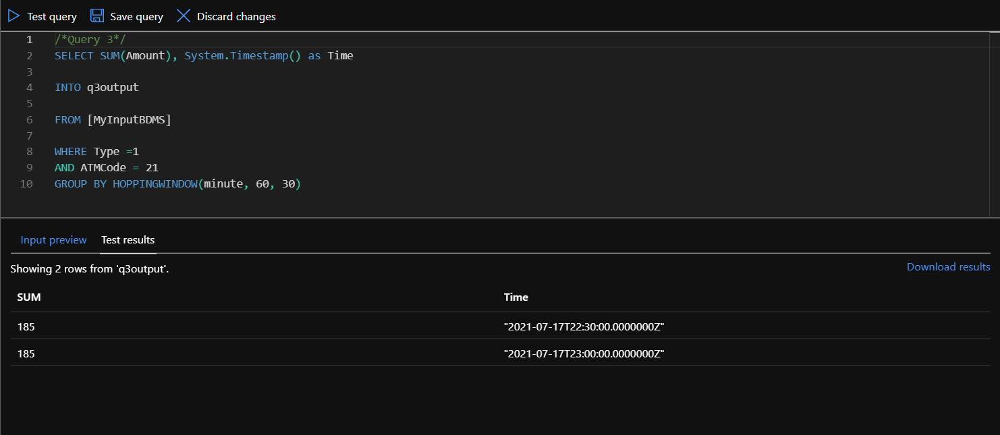 Test query Save query Discard changes
1 /*Query 3*/
2 SELECT SUM(Amount), System.Timestamp() as Time
3
4 INTO q3output
5
6 FROM [MyInputBDMS]
7
8 WHERE Type =1
9 AND ATMCode = 21
10 GROUP BY HOPPINGWINDOW(minute, 60, 30)
Input preview Test results
Showing 2 rows from 'q3output'. Download results
SUM Time
185 "2021-07-17T22:30:00.0000000Z"
185 "2021-07-17T23:00:00.0000000Z"